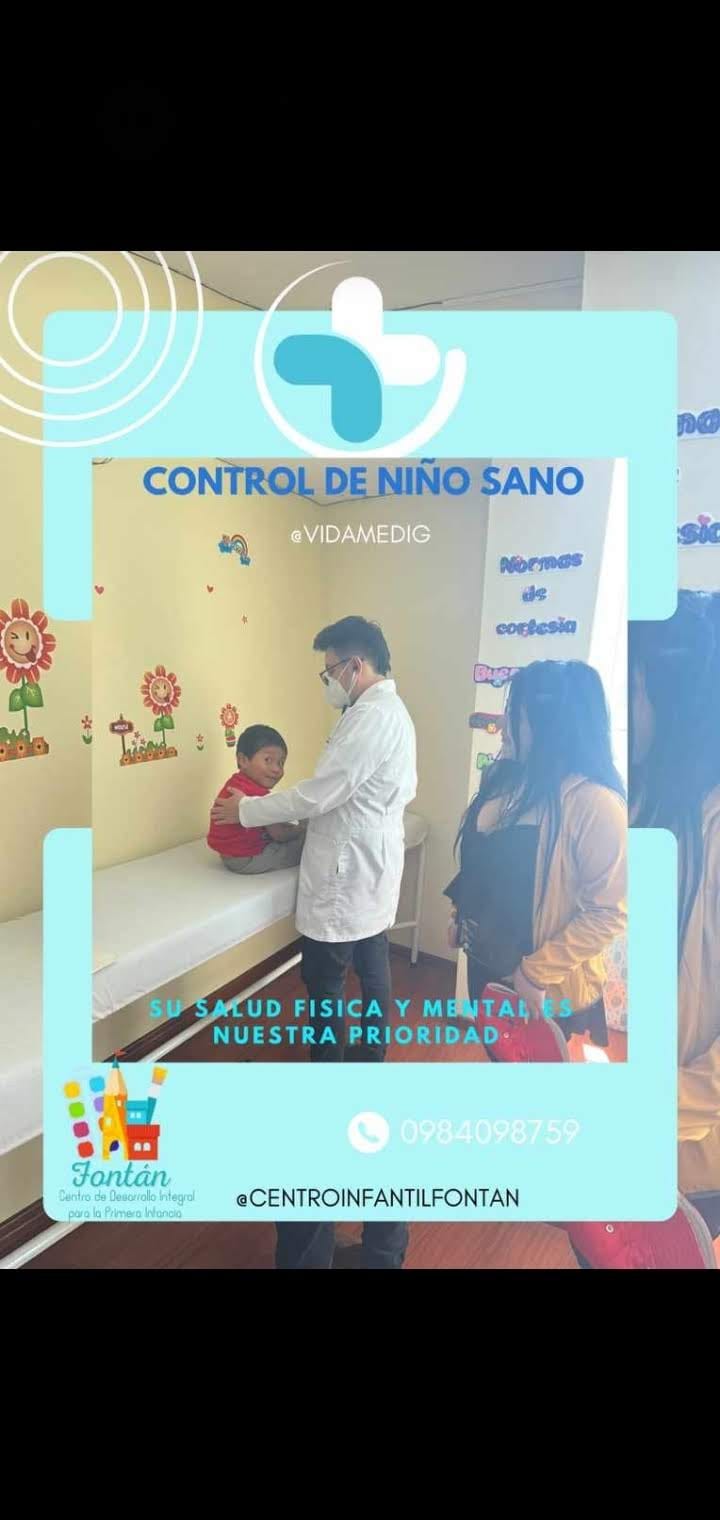 CONTROL DE NIÑO SANO
@VIDAMEDIG
Normas
de
cortesia
SU SALUD FISICA Y MENTAL ES
NUESTRA PRIORIDAD
0984098759
Fontán
Centro de Desarrollo Integral
para la Primera Infancia
@CENTROINFANTILFONTAN